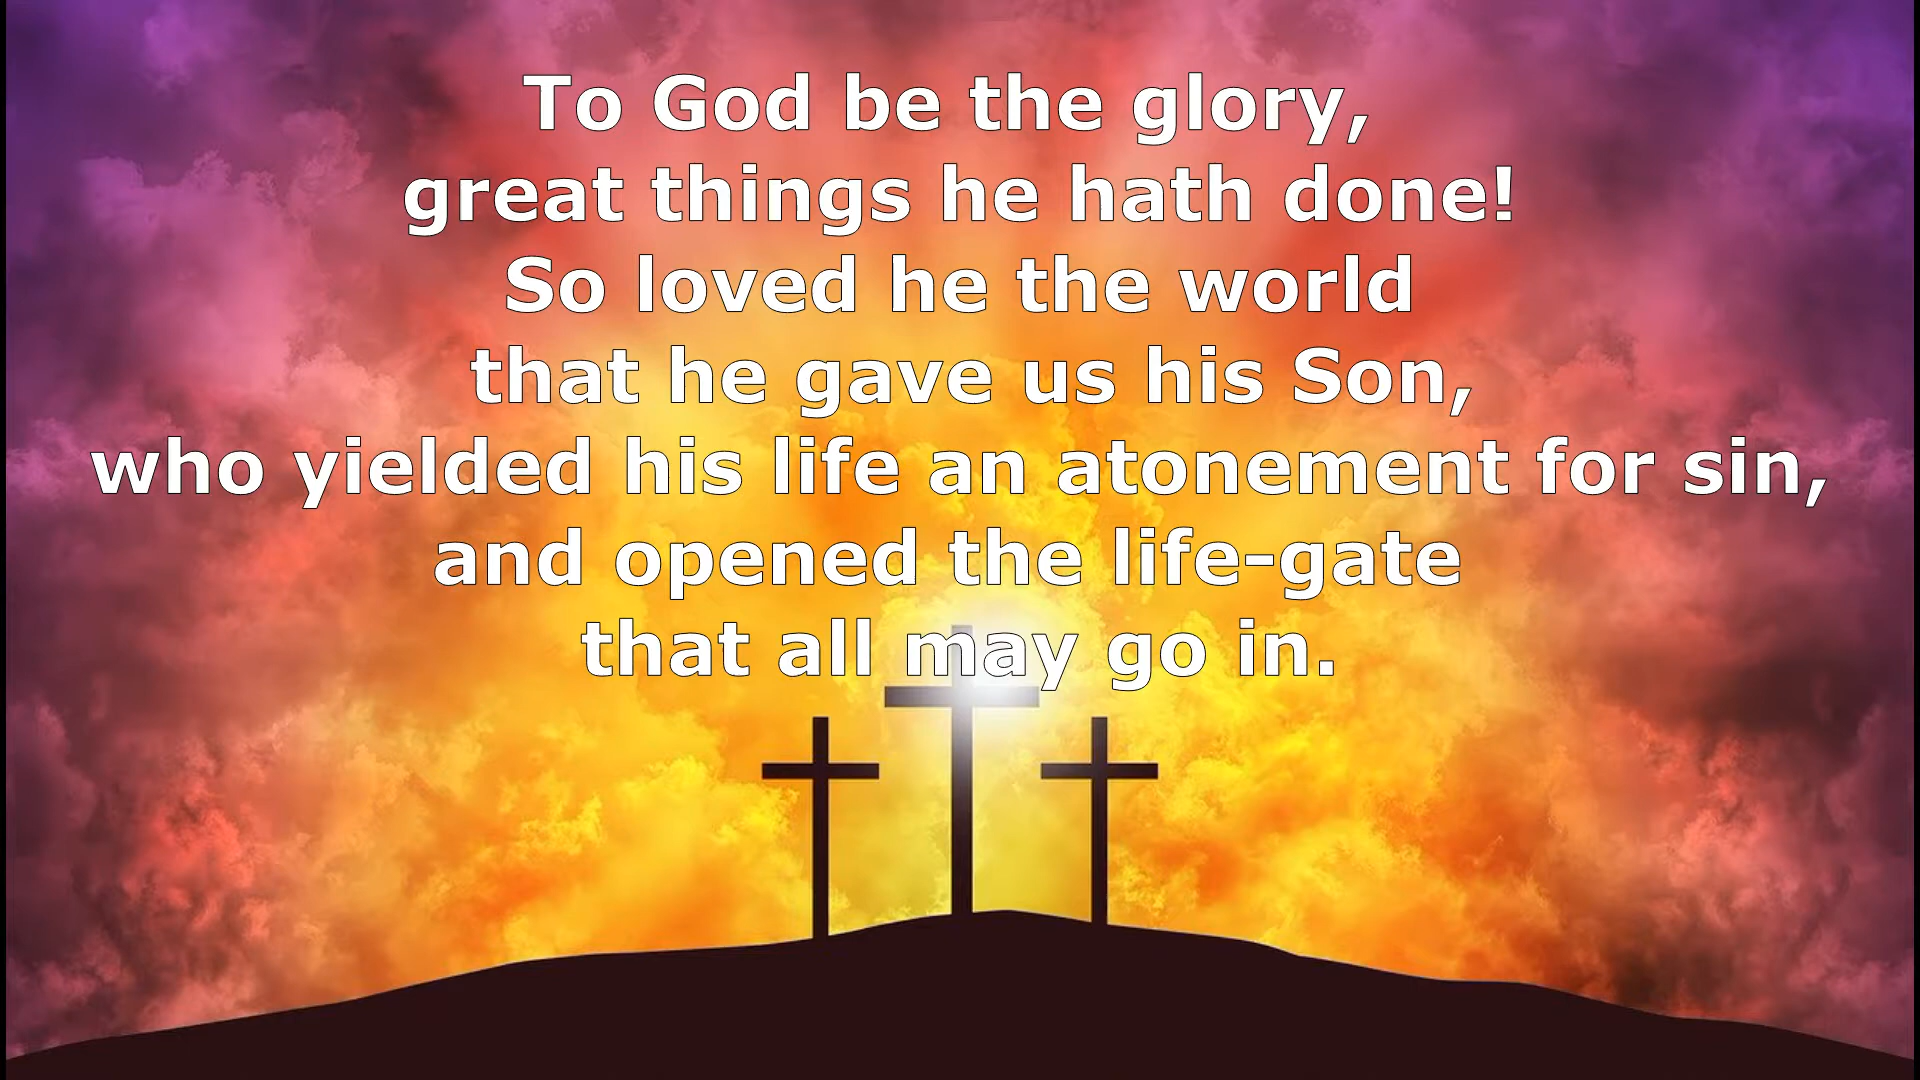 To God be the glory,
great things he hath done!
So loved he the world
that he gave us his Son,
who yielded his life an atonement for sin,
and opened the life-gate
that all may go in.